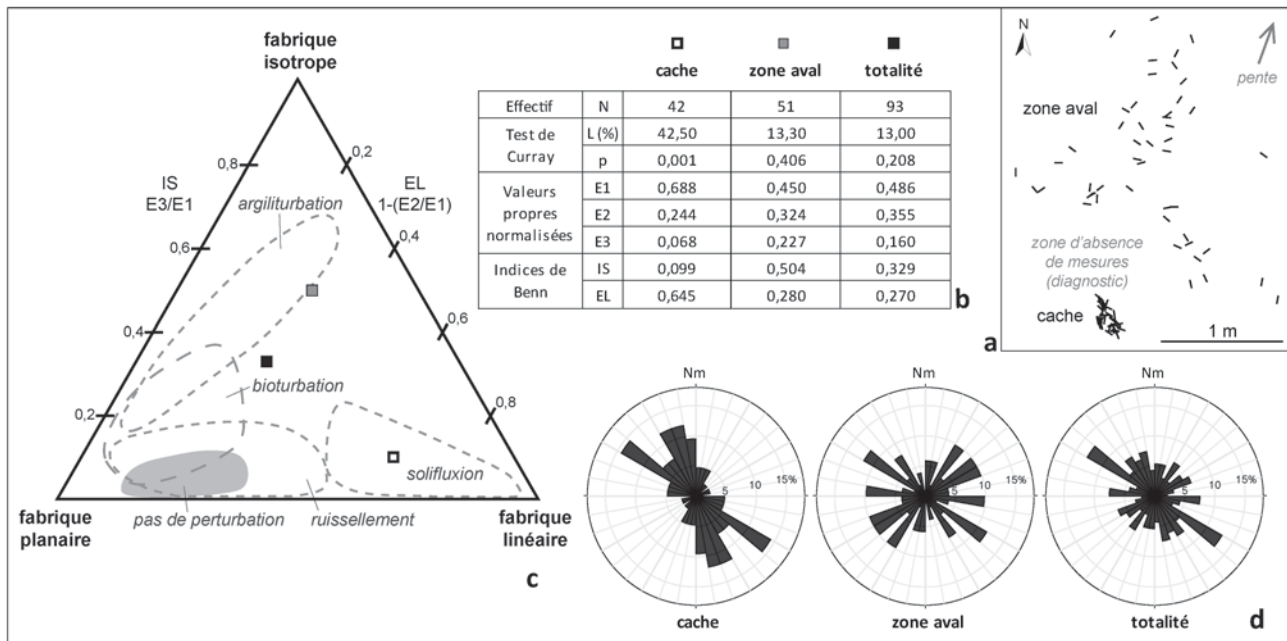 b
fabrique
isotrope
0,8
0,2
IS
E3/E1
EL
1-(E2/E1)
argiliturbation
0,6
0,4
0,4
0,6
bioturbation
0,2
0,8
solifluxion
fabrique
planaire
pas de perturbation
ruissellement
fabrique
linéaire
c
cache zone aval totalité
Effectif N 42 51 93
Test de Curray L (%) 42,50 13,30 13,00
p 0,001 0,406 0,208
Valeurs propres normalisées E1 0,688 0,450 0,486
E2 0,244 0,324 0,355
E3 0,068 0,227 0,160
Indices de Benn IS 0,099 0,504 0,329
EL 0,645 0,280 0,270
b
N
pente
zone aval
zone d'absence
de mesures
(diagnostic)
cache
1 m
a
Nm Nm Nm
5 10 15%
5 10 15%
5 10 15%
cache zone aval totalité
d